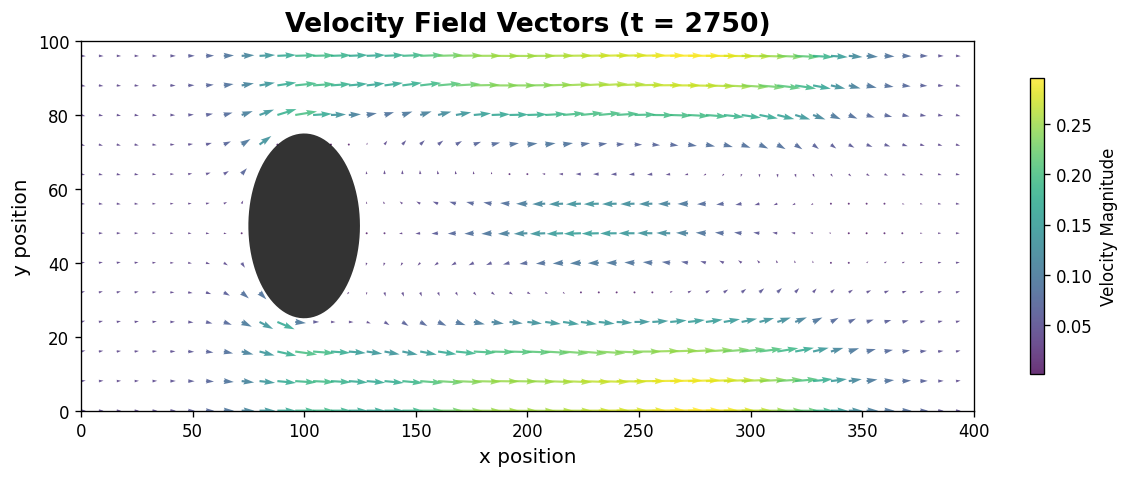 Velocity Field Vectors (t = 2750)
100
80
60
40
20
0
y position
0 50 100 150 200 250 300 350 400
x position
0.25
0.20
0.15
0.10
0.05
Velocity Magnitude